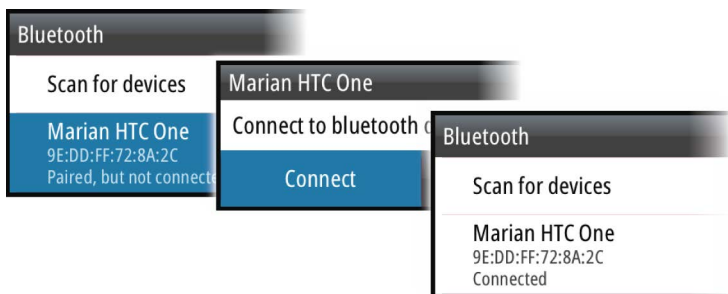 Bluetooth
Scan for devices
Marian HTC One
9E:DD:FF:72:8A:2C
Paired, but not connecte
Marian HTC One
Connect to bluetooth
Connect
Bluetooth
Scan for devices
Marian HTC One
9E:DD:FF:72:8A:2C
Connected